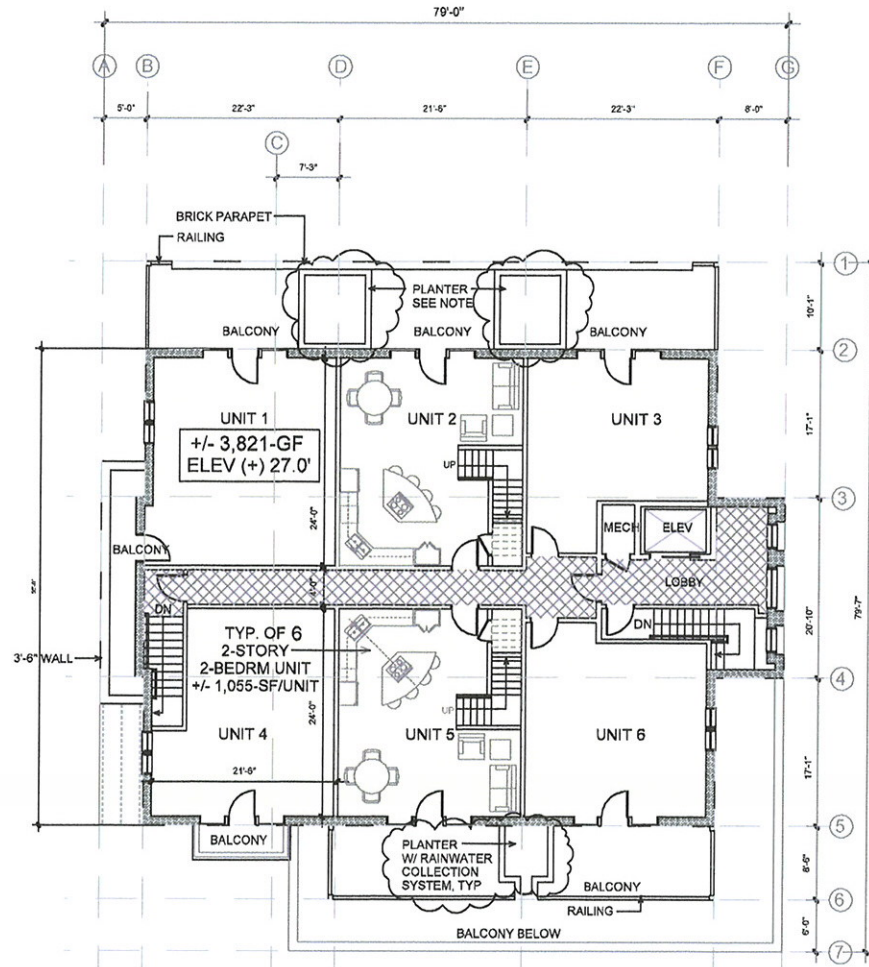 79'-0"
A
B
D
E
F
G
5'-0"
22'-3"
21'-6"
22'-3"
8'-0"
C
7'-3"
BRICK PARAPET
RAILING
1
PLANTER
SEE NOTE
10'-1"
BALCONY
BALCONY
BALCONY
2
UNIT 1
UNIT 2
UNIT 3
17'-1"
+/- 3,821-GF
ELEV (+) 27.0'
UP
3
24'-0"
MECH
ELEV
BALCONY
LOBBY
4'-0"
20'-10"
79'-7"
DN
DN
TYP. OF 6
2-STORY
2-BEDRM UNIT
+/- 1,055-SF/UNIT
3'-6" WALL
4
24'-0"
UP
UNIT 4
UNIT 5
UNIT 6
17'-1"
21'-6"
5
BALCONY
PLANTER
W/ RAINWATER
COLLECTION
SYSTEM, TYP
BALCONY
RAILING
6
BALCONY BELOW
6'-0"
7